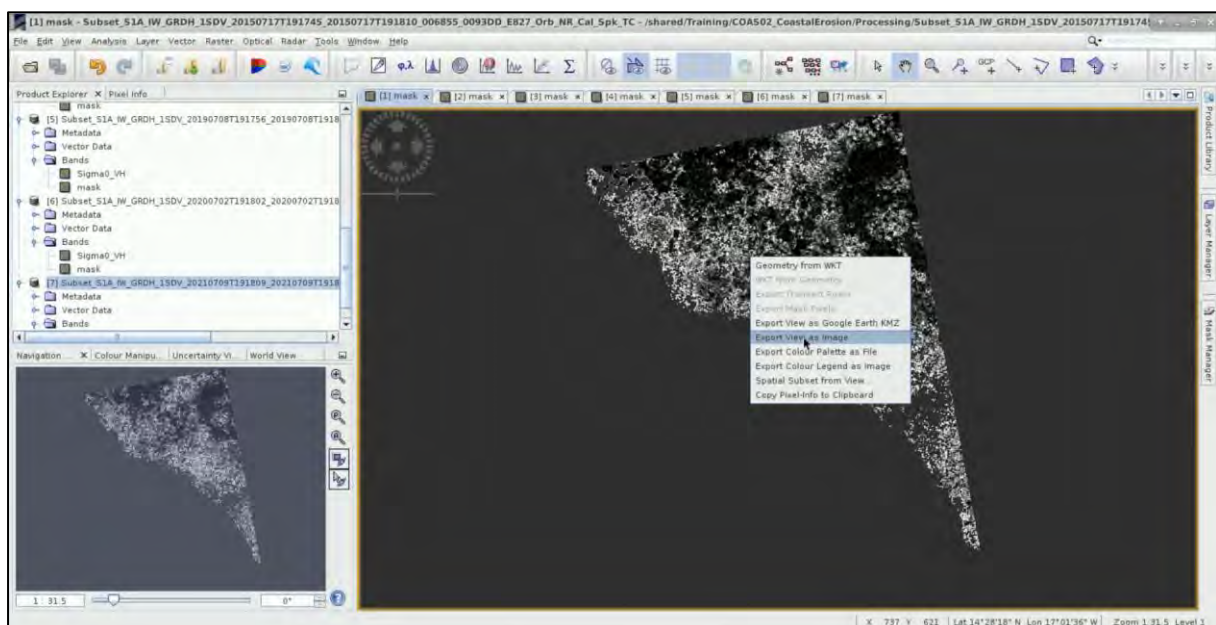 [1] mask - Subset_S1A_IW_GRDH_1SDV_20150717T191745_20150717T191810_006855_0093DD_E827_Orb_NR_Cal_Spk_TC - /shared/Training/COAS02_CoastalErosion/Processing/Subset_S1A_IW_GRDH_1SDV_20150717T19174
File Edit View Analysis Layer Vector Raster Optical Radar Tools Window Help
Product Explorer X Pixel Info
[1] mask x [2] mask x [3] mask x [4] mask x [5] mask x [6] mask x [7] mask x
mask
[5] Subset_S1A_IW_GRDH_1SDV_20190708T191756_20190708T1918
Metadata
Vector Data
Bands
Sigma0_VH
mask
[6] Subset_S1A_IW_GRDH_1SDV_20200702T191802_20200702T1918
Metadata
Vector Data
Bands
Sigma0_VH
mask
[7] Subset_S1A_IW_GRDH_1SDV_20210709T191809_20210709T1918
Metadata
Vector Data
Bands
Geometry from WKT
WKT from Geometry
Export Transect Pixels
Export Mask Pixels
Export View as Google Earth KMZ
Export View as Image
Export Colour Palette as File
Export Colour Legend as Image
Spatial Subset from View...
Copy Pixel-Info to Clipboard
Product Library
Layer Manager
Mask Manager
Navigation ... X Colour Manipu... Uncertainty Vi... World View
1 : 31.5
0°
X 737 Y 621 Lat 14°28'18" N Lon 17°01'36" W Zoom 1:31.5 Level 1